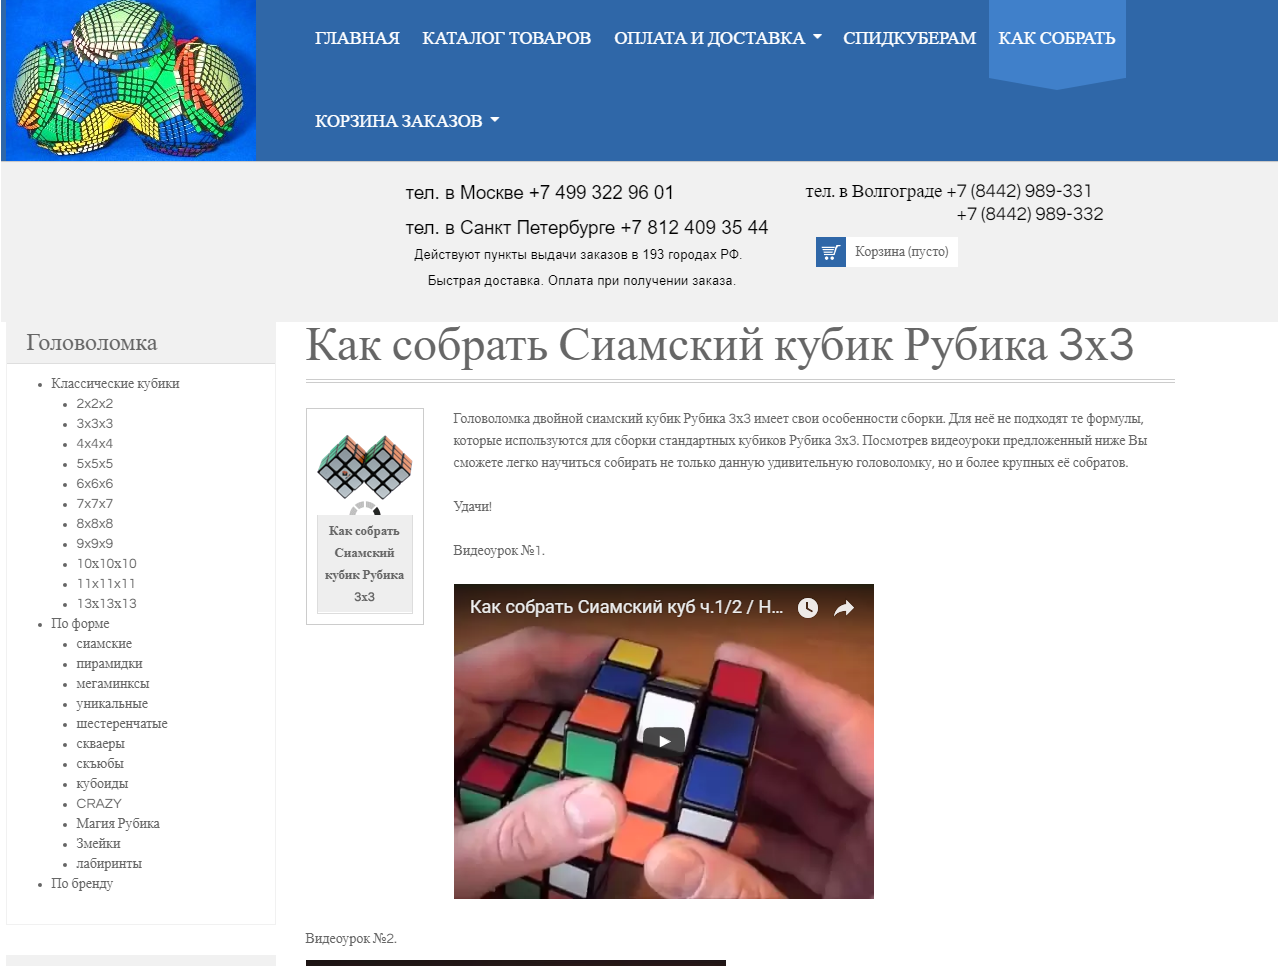 ГЛАВНАЯ КАТАЛОГ ТОВАРОВ ОПЛАТА И ДОСТАВКА СПИДКУБЕРАМ КАК СОБРАТЬ
КОРЗИНА ЗАКАЗОВ
тел. в Москве +7 499 322 96 01
тел. в Санкт Петербурге +7 812 409 35 44
Действуют пункты выдачи заказов в 193 городах РФ.
Быстрая доставка. Оплата при получении заказа.
тел. в Волгограде +7 (8442) 989-331
+7 (8442) 989-332
Корзина (пусто)
Головоломка
Классические кубики
2x2x2
3x3x3
4x4x4
5x5x5
6x6x6
7x7x7
8x8x8
9x9x9
10x10x10
11x11x11
13x13x13
По форме
сиамские
пирамидки
мегаминксы
уникальные
шестеренчатые
скваеры
скъюбы
кубоиды
CRAZY
Магия Рубика
Змейки
лабиринты
По бренду
Как собрать Сиамский кубик Рубика 3х3
Как собрать
Сиамский
кубик Рубика
3х3
Головоломка двойной сиамский кубик Рубика 3х3 имеет свои особенности сборки. Для неё не подходят те формулы,
которые используются для сборки стандартных кубиков Рубика 3х3. Посмотрев видеоуроки предложенный ниже Вы
сможете легко научиться собирать не только данную удивительную головоломку, но и более крупных её собратов.
Удачи!
Видеоурок №1.
Как собрать Сиамский куб ч.1/2 / Н...
Видеоурок №2.